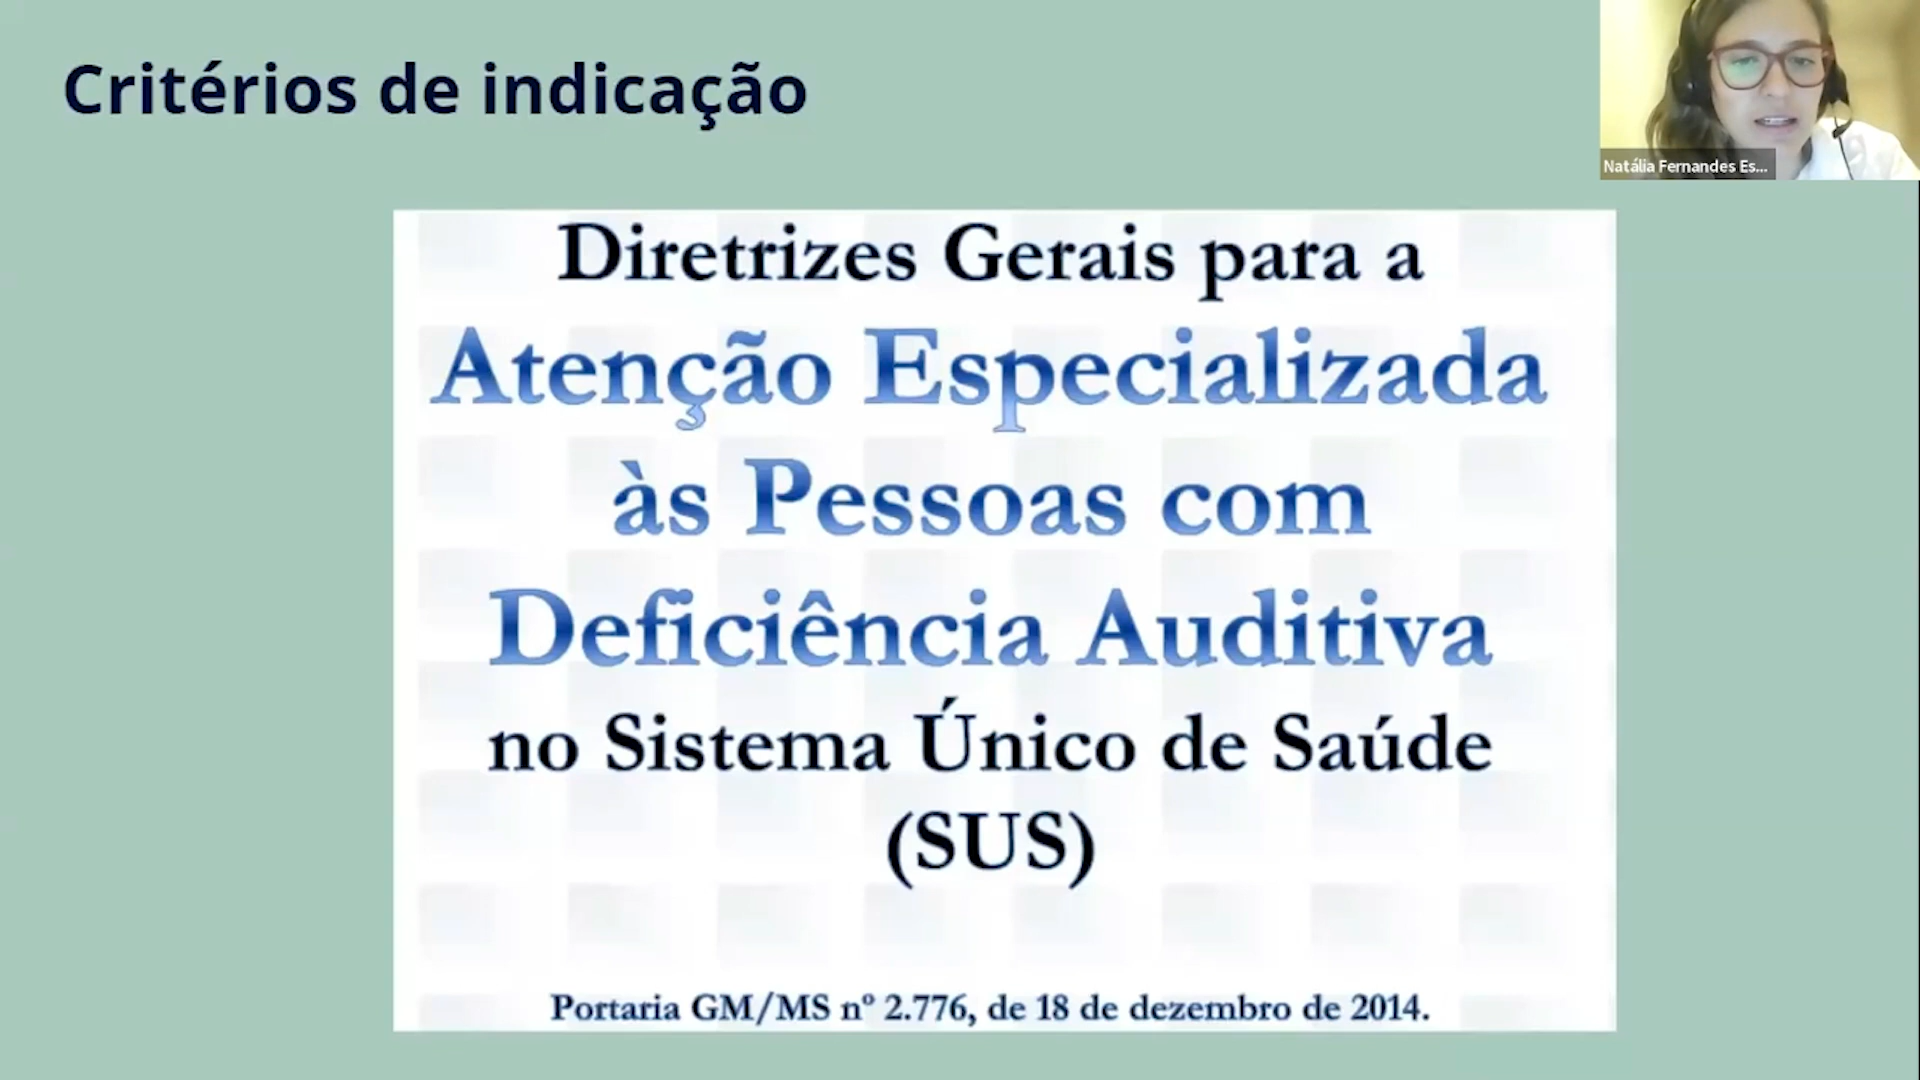 Critérios de indicação
Natália Fernandes Es...
Diretrizes Gerais para a
Atenção Especializada
às Pessoas com
Deficiência Auditiva
no Sistema Único de Saúde
(SUS)
Portaria GM/MS nº 2.776, de 18 de dezembro de 2014.